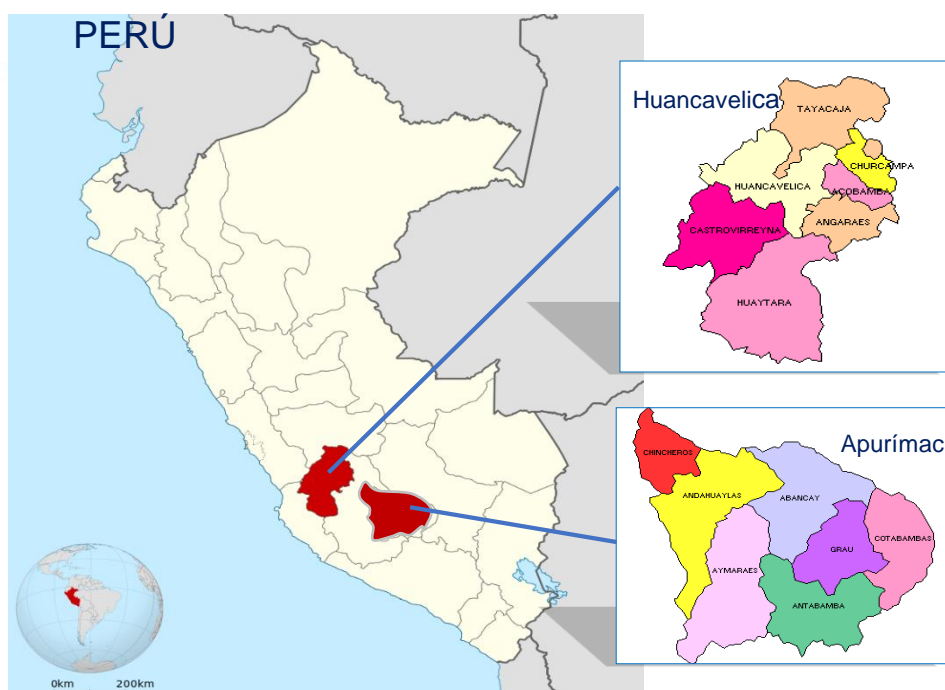 PERÚ
Huancavelica
TAYACAJA
CHURCAMPA
HUANCAVELICA
ACOBAMBA
CASTROVIRREYNA
ANGARAES
HUAYTARA
Apurímac
CHINCHEROS
ANDAHUAYLAS
ABANCAY
COTABAMBAS
GRAU
AYMARAES
ANTABAMBA
0km 200km